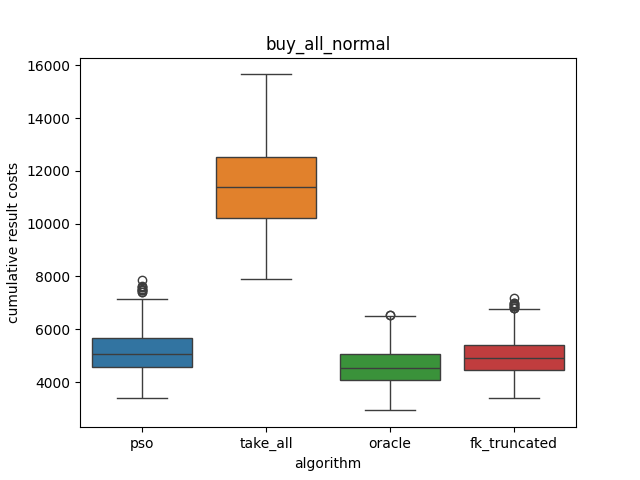 buy_all_normal
cumulative result costs
16000
14000
12000
10000
8000
6000
4000
pso take_all oracle fk_truncated
algorithm